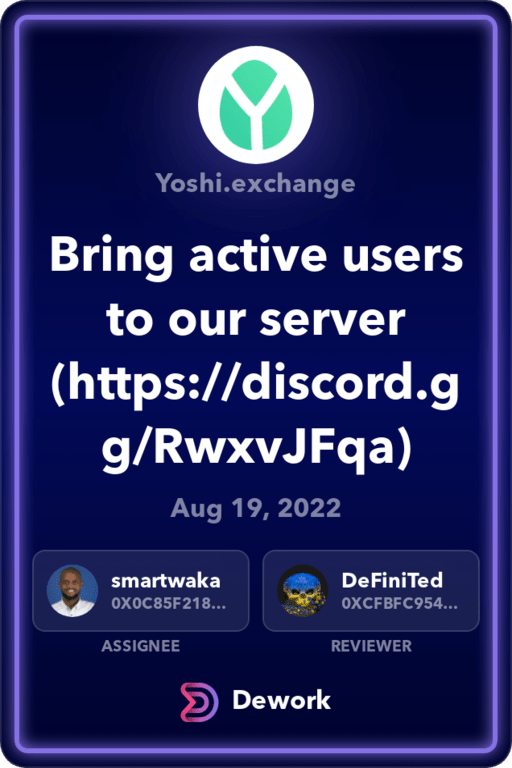 Yoshi.exchange
Bring active users
to our server
(https://discord.g
g/RwxvJFqa)
Aug 19, 2022
smartwaka
0X0C85F218...
ASSIGNEE
DeFiniTed
0XCFBFC954...
REVIEWER
Dework